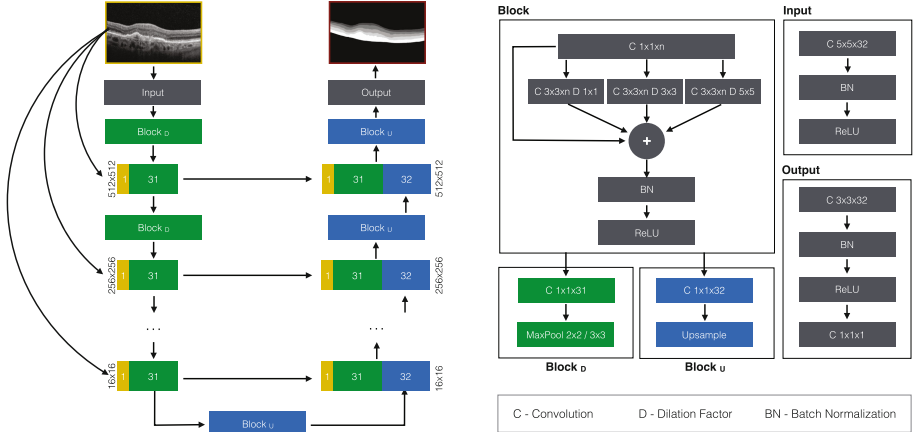 Input
Block D
512x512
1 31
Block D
256x256
1 31
...
16x16
1 31
Block U
Output
Block U
1 31 32
512x512
Block U
1 31 32
256x256
...
1 31 32
16x16
Block
C 1x1xn
C 3x3xn D 1x1
C 3x3xn D 3x3
C 3x3xn D 5x5
+
BN
ReLU
C 1x1x31
MaxPool 2x2 / 3x3
Block D
C 1x1x32
Upsample
Block U
Input
C 5x5x32
BN
ReLU
Output
C 3x3x32
BN
ReLU
C 1x1x1
C - Convolution
D - Dilation Factor
BN - Batch Normalization